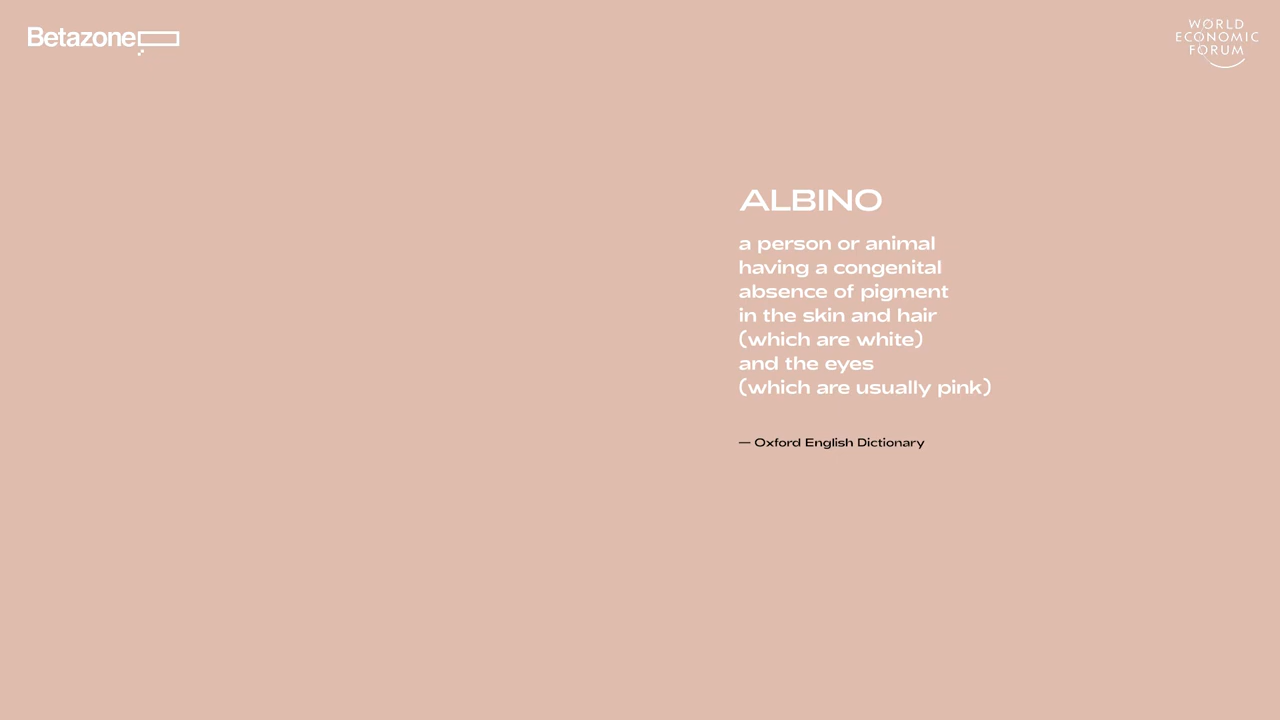 Betazone
WORLD
ECONOMIC
FORUM
ALBINO
a person or animal
having a congenital
absence of pigment
in the skin and hair
(which are white)
and the eyes
(which are usually pink)
— Oxford English Dictionary